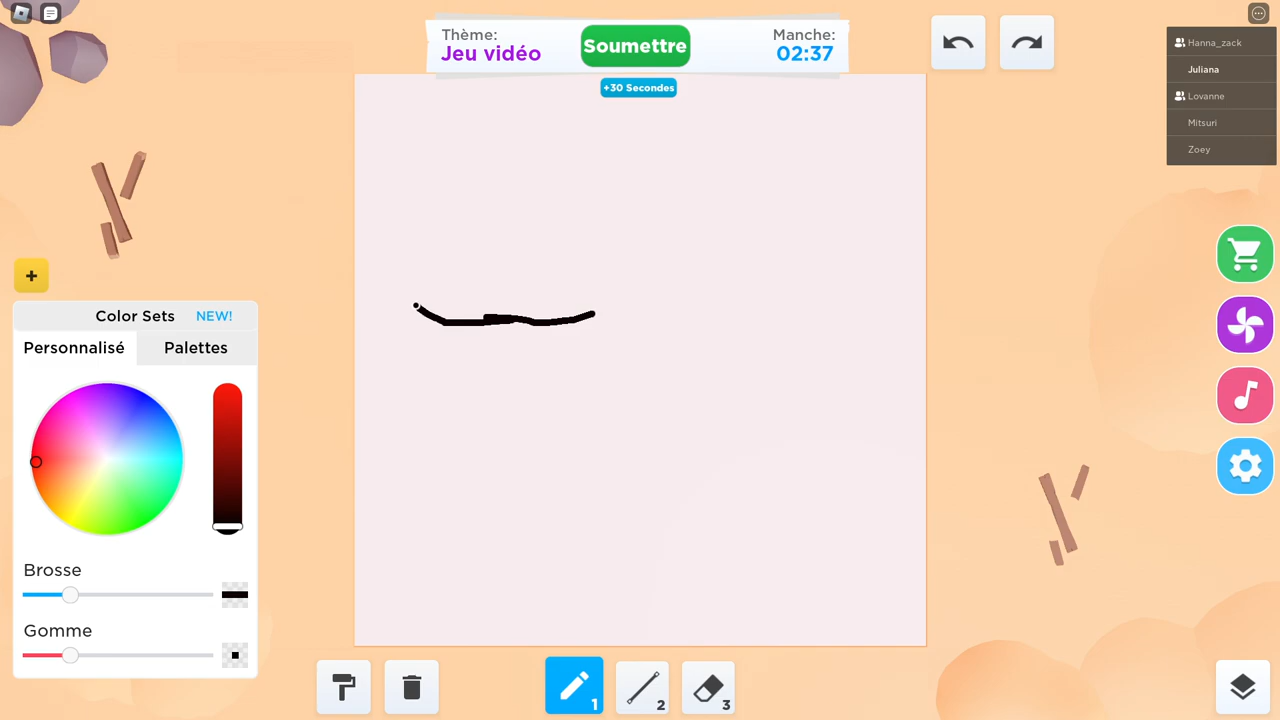 Thème:
Jeu vidéo
Soumettre
Manche:
02:37
+30 Secondes
Hanna_zack
Juliana
Lovanne
Mitsuri
Zoey
+
Color Sets NEW!
Personnalisé Palettes
Brosse
Gomme
1
2
3